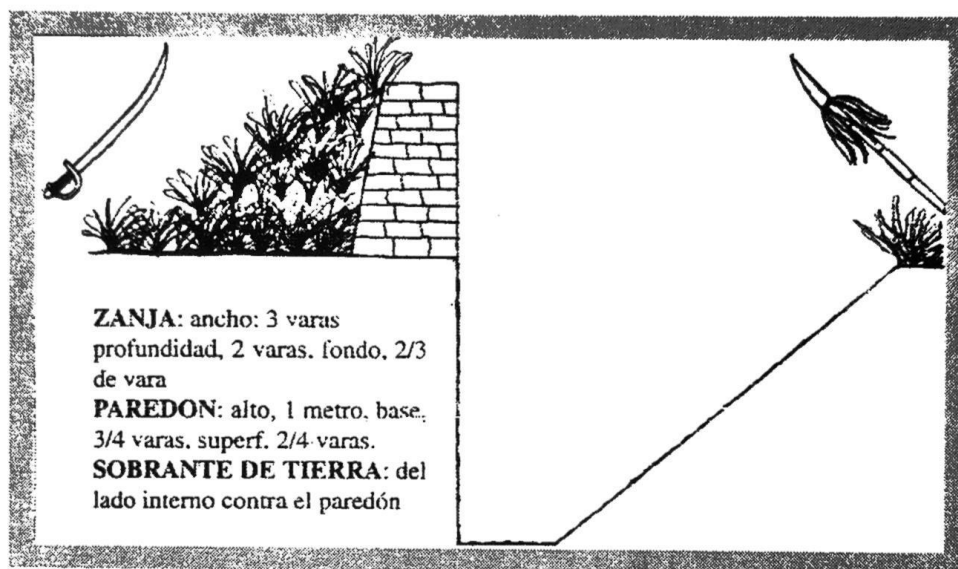 ZANJA: ancho: 3 varas
profundidad, 2 varas. fondo, 2/3
de vara
PAREDON: alto, 1 metro. base,
3/4 varas. superf. 2/4 varas.
SOBRANTE DE TIERRA: del
lado interno contra el paredón